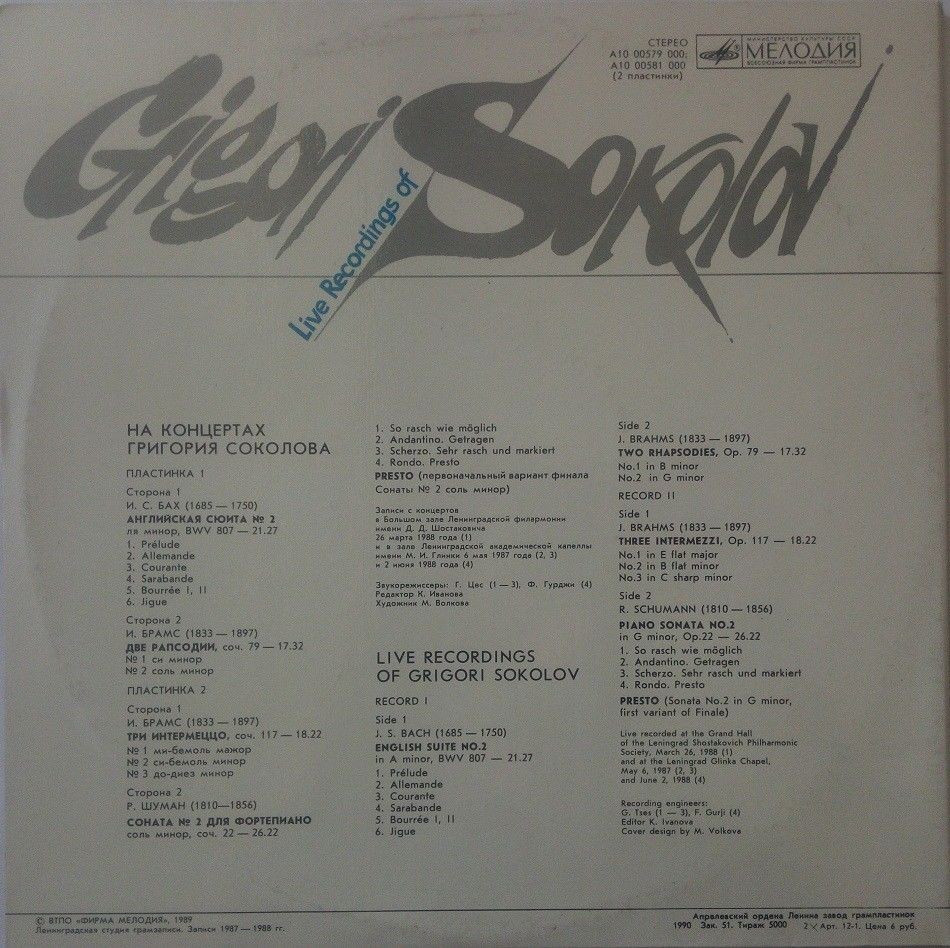 СТЕРЕО
А10 00579 000;
А10 00581 000
(2 пластинки)
МИНИСТЕРСТВО КУЛЬТУРЫ СССР
МЕЛОДИЯ
ВСЕСОЮЗНАЯ ФИРМА ГРАМПЛАСТИНОК
Grigori Sokolov
Live Recordings of
НА КОНЦЕРТАХ
ГРИГОРИЯ СОКОЛОВА
ПЛАСТИНКА 1
Сторона 1
И. С. БАХ (1685 — 1750)
АНГЛИЙСКАЯ СЮИТА № 2
ля минор, BWV 807 — 21.27
1. Prélude
2. Allemande
3. Courante
4. Sarabande
5. Bourrée I, II
6. Jigue
Сторона 2
И. БРАМС (1833 — 1897)
ДВЕ РАПСОДИИ, соч. 79 — 17.32
№ 1 си минор
№ 2 соль минор
ПЛАСТИНКА 2
Сторона 1
И. БРАМС (1833 — 1897)
ТРИ ИНТЕРМЕЦЦО, соч. 117 — 18.22
№ 1 ми-бемоль мажор
№ 2 си-бемоль минор
№ 3 до-диез минор
Сторона 2
Р. ШУМАН (1810—1856)
СОНАТА № 2 ДЛЯ ФОРТЕПИАНО
соль минор, соч. 22 — 26.22
1. So rasch wie möglich
2. Andantino. Getragen
3. Scherzo. Sehr rasch und markiert
4. Rondo. Presto
PRESTO (первоначальный вариант финала
Сонаты № 2 соль минор)
Записи с концертов
в Большом зале Ленинградской филармонии
имени Д. Д. Шостаковича
26 марта 1988 года (1)
и в зале Ленинградской академической капеллы
имени М. И. Глинки 6 мая 1987 года (2, 3)
и 2 июня 1988 года (4)
Звукорежиссеры: Г. Цес (1 — 3), Ф. Гурджи (4)
Редактор К. Иванова
Художник М. Волкова
LIVE RECORDINGS
OF GRIGORI SOKOLOV
RECORD I
Side 1
J. S. BACH (1685 — 1750)
ENGLISH SUITE NO.2
in A minor, BWV 807 — 21.27
1. Prélude
2. Allemande
3. Courante
4. Sarabande
5. Bourrée I, II
6. Jigue
Side 2
J. BRAHMS (1833 — 1897)
TWO RHAPSODIES, Op. 79 — 17.32
No.1 in B minor
No.2 in G minor
RECORD II
Side 1
J. BRAHMS (1833 — 1897)
THREE INTERMEZZI, Op. 117 — 18.22
No.1 in E flat major
No.2 in B flat minor
No.3 in C sharp minor
Side 2
R. SCHUMANN (1810 — 1856)
PIANO SONATA NO.2
in G minor, Op.22 — 26.22
1. So rasch wie möglich
2. Andantino. Getragen
3. Scherzo. Sehr rasch und markiert
4. Rondo. Presto
PRESTO (Sonata No.2 in G minor,
first variant of Finale)
Live recorded at the Grand Hall
of the Leningrad Shostakovich Philharmonic
Society, March 26, 1988 (1)
and at the Leningrad Glinka Chapel,
May 6, 1987 (2, 3)
and June 2, 1988 (4)
Recording engineers:
G. Tses (1 — 3), F. Gurji (4)
Editor K. Ivanova
Cover design by M. Volkova
© ВТПО «ФИРМА МЕЛОДИЯ», 1989
Ленинградская студия грамзаписи. Записи 1987 — 1988 гг.
Апрелевский ордена Ленина завод грампластинок
1990 Зак. 51. Тираж 5000 2 \ Арт. 12-1. Цена 6 руб.